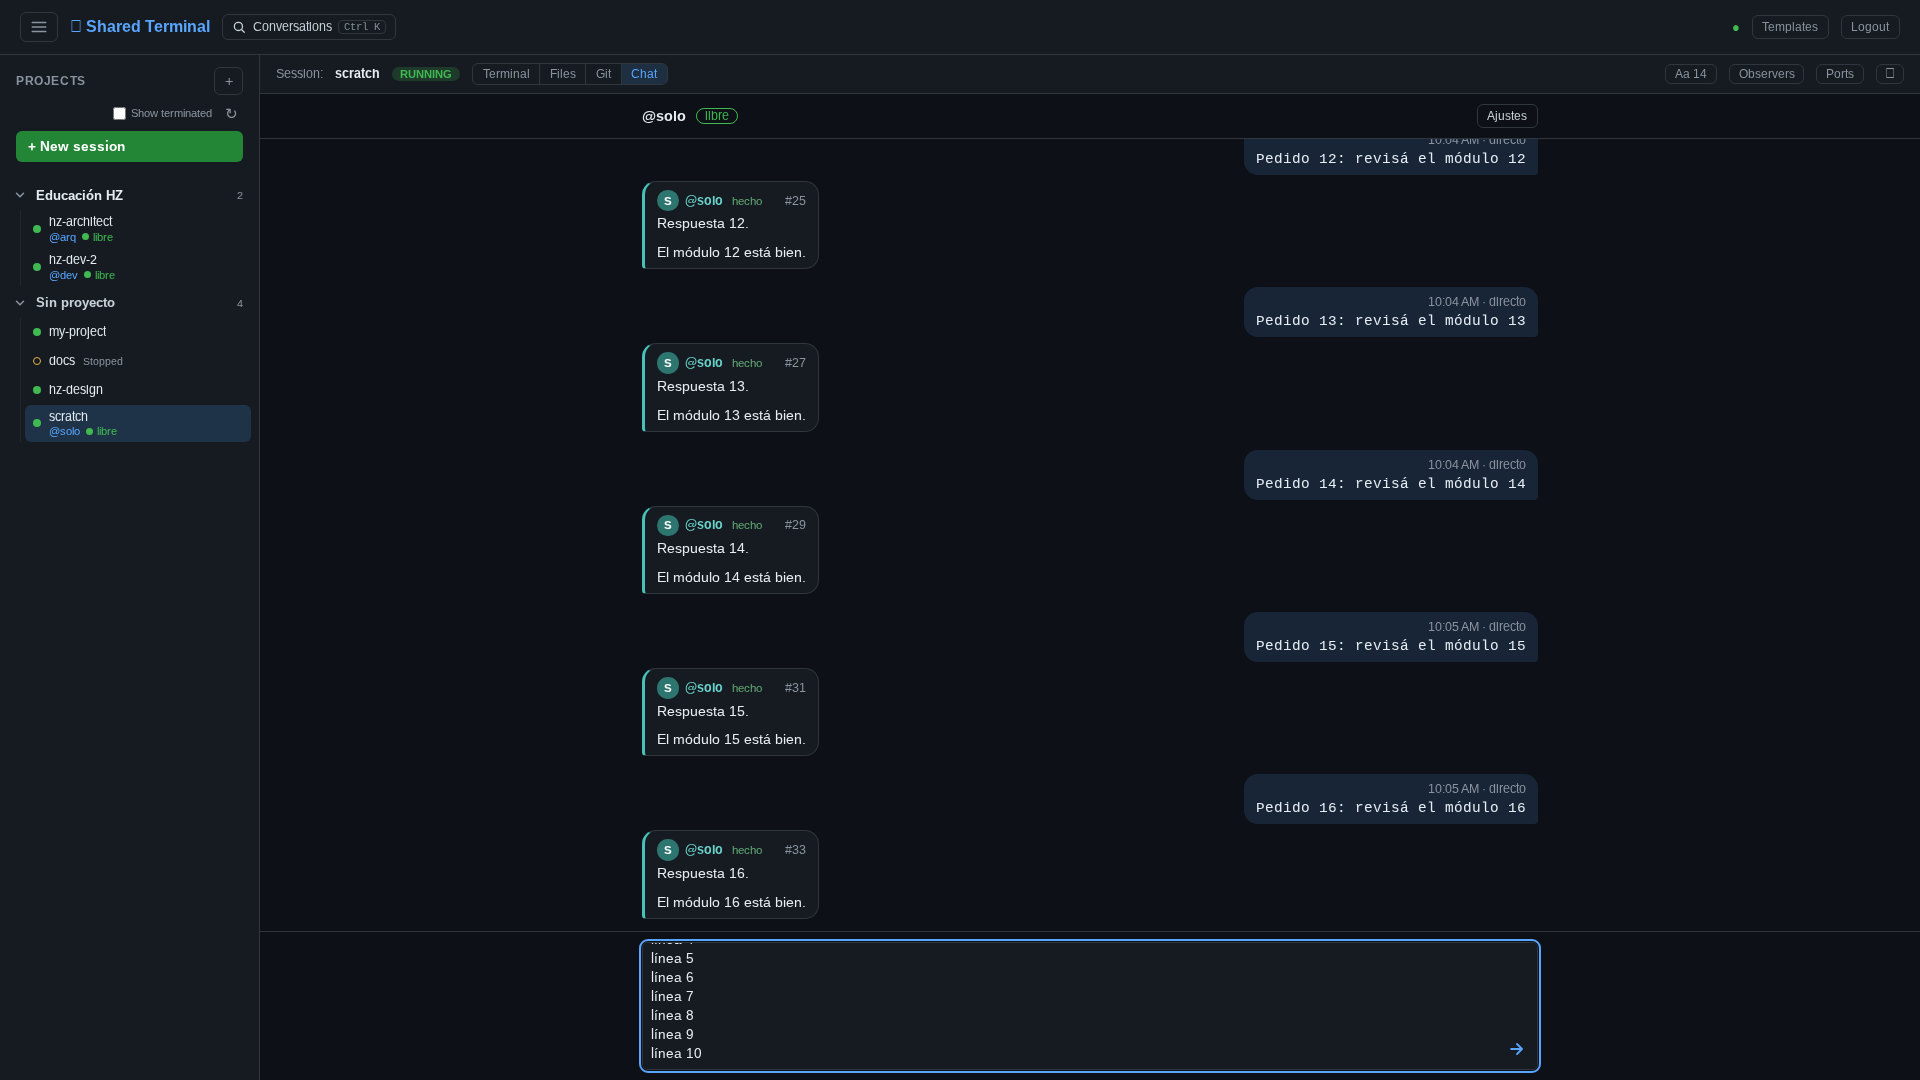 Shared Terminal
Conversations Ctrl K
Templates
Logout
PROJECTS
+
Show terminated
+ New session
Educación HZ 2
hz-architect
@arq libre
hz-dev-2
@dev libre
Sin proyecto 4
my-project
docs Stopped
hz-design
scratch
@solo libre
Session: scratch RUNNING Terminal Files Git Chat
Aa 14 Observers Ports
@solo libre Ajustes
10:04 AM · directo
Pedido 12: revisá el módulo 12
@solo hecho #25
S
Respuesta 12.
El módulo 12 está bien.
10:04 AM · directo
Pedido 13: revisá el módulo 13
S @solo hecho #27
Respuesta 13.
El módulo 13 está bien.
10:04 AM · directo
Pedido 14: revisá el módulo 14
S @solo hecho #29
Respuesta 14.
El módulo 14 está bien.
10:05 AM · directo
Pedido 15: revisá el módulo 15
S @solo hecho #31
Respuesta 15.
El módulo 15 está bien.
10:05 AM · directo
Pedido 16: revisá el módulo 16
S @solo hecho #33
Respuesta 16.
El módulo 16 está bien.
línea 5
línea 6
línea 7
línea 8
línea 9
línea 10